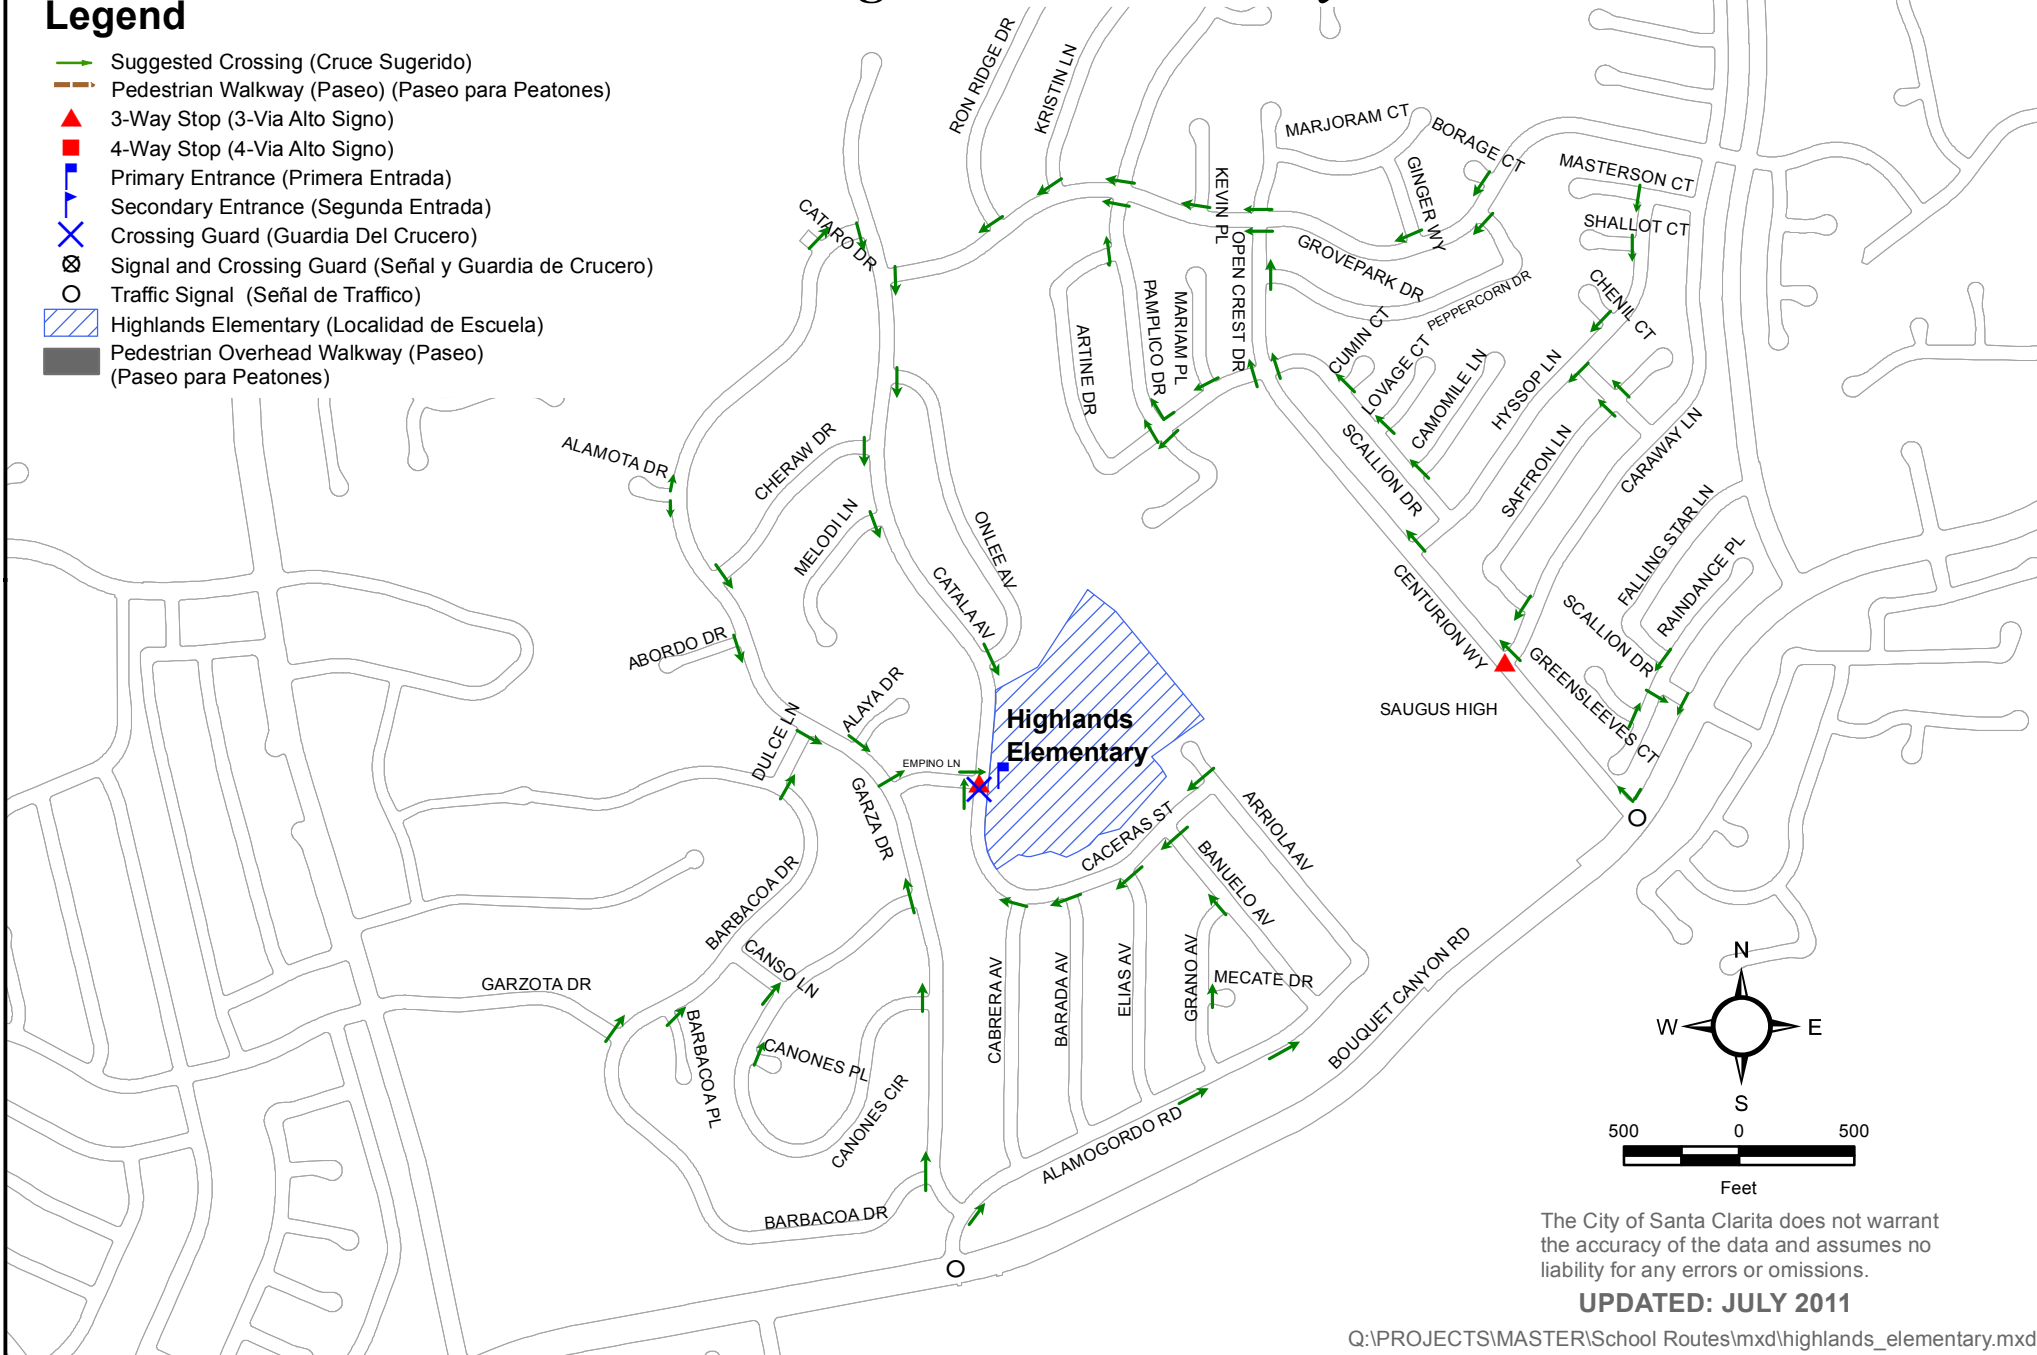 Legend
Suggested Crossing (Cruce Sugerido)
Pedestrian Walkway (Paseo) (Paseo para Peatones)
3-Way Stop (3-Via Alto Signo)
4-Way Stop (4-Via Alto Signo)
Primary Entrance (Primera Entrada)
Secondary Entrance (Segunda Entrada)
Crossing Guard (Guardia Del Crucero)
Signal and Crossing Guard (Señal y Guardia de Crucero)
Traffic Signal (Señal de Traffico)
Highlands Elementary (Localidad de Escuela)
Pedestrian Overhead Walkway (Paseo)
(Paseo para Peatones)
RON RIDGE DR
KRISTIN LN
MARJORAM CT
BORAGE CT
GINGER WY
MASTERSON CT
SHALLOT CT
KEVIN PL
CATARO DR
OPEN CREST DR
GROVEPARK DR
PEPPERCORN DR
CHENIL CT
PAMPLICO DR
MARIAM PL
ARTINE DR
CUMIN CT
LOVAGE CT
CAMOMILE LN
HYSSOP LN
SCALLION DR
SAFFRON LN
CARAWAY LN
ALAMOTA DR
CHERAW DR
MELODI LN
ONLEE AV
CATALA AV
CENTURION WY
FALLING STAR LN
RAINDANCE PL
SCALLION DR
GREENSLEEVES CT
ABORDO DR
ALAYA DR
DULCE LN
SAUGUS HIGH
Highlands
Elementary
EMPINO LN
GARZA DR
CACERAS ST
ARRIOLA AV
BANUELO AV
BARBACOA DR
CANSO LN
GARZOTA DR
BARBACOA PL
CANONES PL
CANONES CIR
CABRERA AV
BARADA AV
ELIAS AV
GRANO AV
MECATE DR
BOUQUET CANYON RD
ALAMOGORDO RD
BARBACOA DR
N
W
E
S
500 0 500
Feet
The City of Santa Clarita does not warrant
the accuracy of the data and assumes no
liability for any errors or omissions.
UPDATED: JULY 2011
Q:\PROJECTS\MASTER\School Routes\mxd\highlands_elementary.mxd